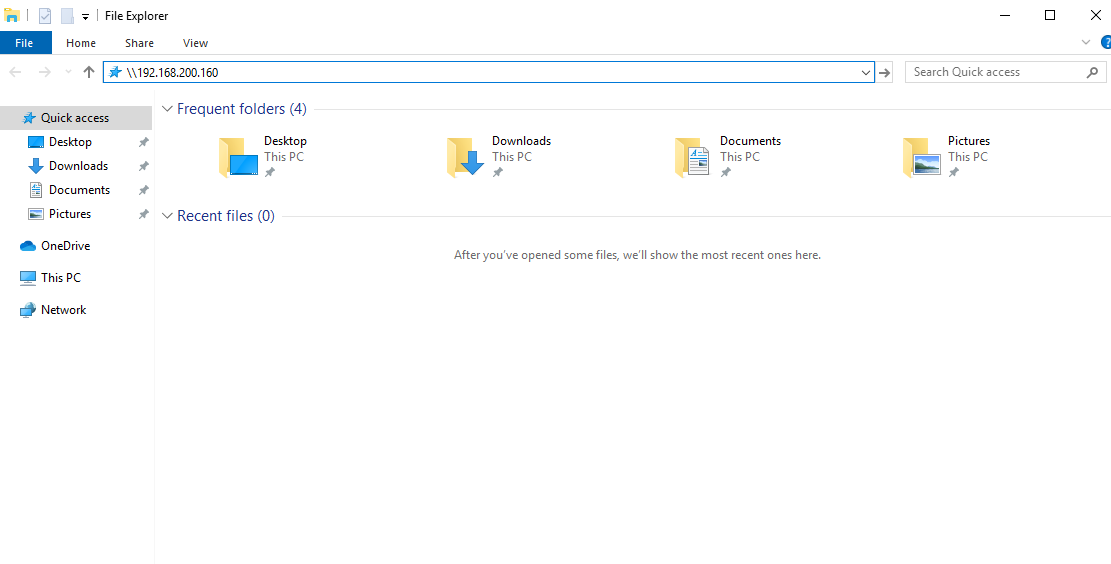 File Explorer
File Home Share View
?
\\192.168.200.160
Search Quick access
Quick access
Desktop
Downloads
Documents
Pictures
OneDrive
This PC
Network
Frequent folders (4)
Desktop
This PC
Downloads
This PC
Documents
This PC
Pictures
This PC
Recent files (0)
After you've opened some files, we'll show the most recent ones here.